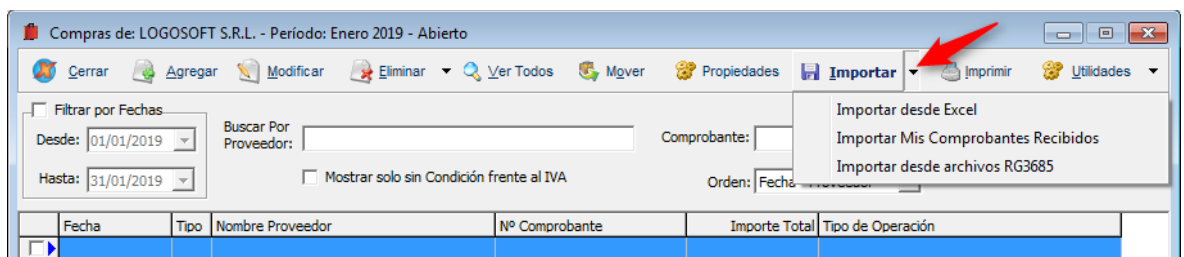 Compras de: LOGOSOFT S.R.L. - Período: Enero 2019 - Abierto
Cerrar Agregar Modificar Eliminar Ver Todos Mover Propiedades Importar Imprimir Utilidades
Importar desde Excel
Importar Mis Comprobantes Recibidos
Importar desde archivos RG3685
Filtrar por Fechas
Desde: 01/01/2019
Hasta: 31/01/2019
Buscar Por
Proveedor:
Comprobante:
Mostrar solo sin Condición frente al IVA
Orden: Fecha - Proveedor
Fecha Tipo Nombre Proveedor Nº Comprobante Importe Total Tipo de Operación